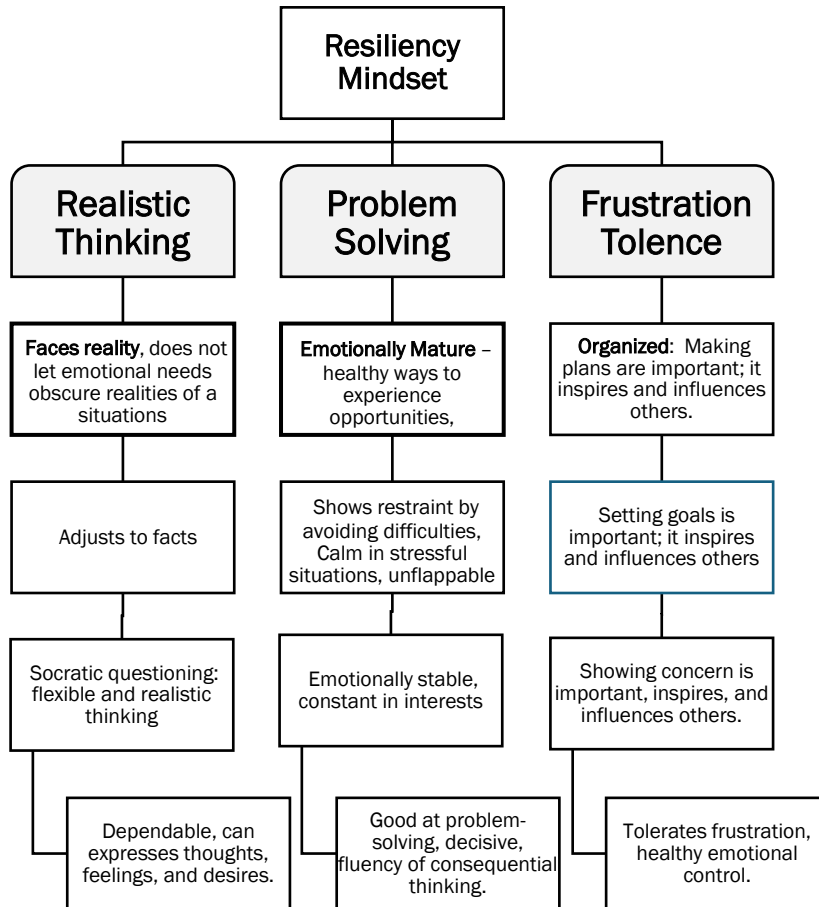 Resiliency
Mindset
Realistic
Thinking
Faces reality, does not
let emotional needs
obscure realities of a
situations
Adjusts to facts
Socratic questioning:
flexible and realistic
thinking
Dependable, can
expresses thoughts,
feelings, and desires.
Problem
Solving
Emotionally Mature –
healthy ways to
experience
opportunities,
Shows restraint by
avoiding difficulties,
Calm in stressful
situations, unflappable
Emotionally stable,
constant in interests
Good at problem-
solving, decisive,
fluency of consequential
thinking.
Frustration
Tolence
Organized: Making
plans are important; it
inspires and influences
others.
Setting goals is
important; it inspires
and influences others
Showing concern is
important, inspires, and
influences others.
Tolerates frustration,
healthy emotional
control.